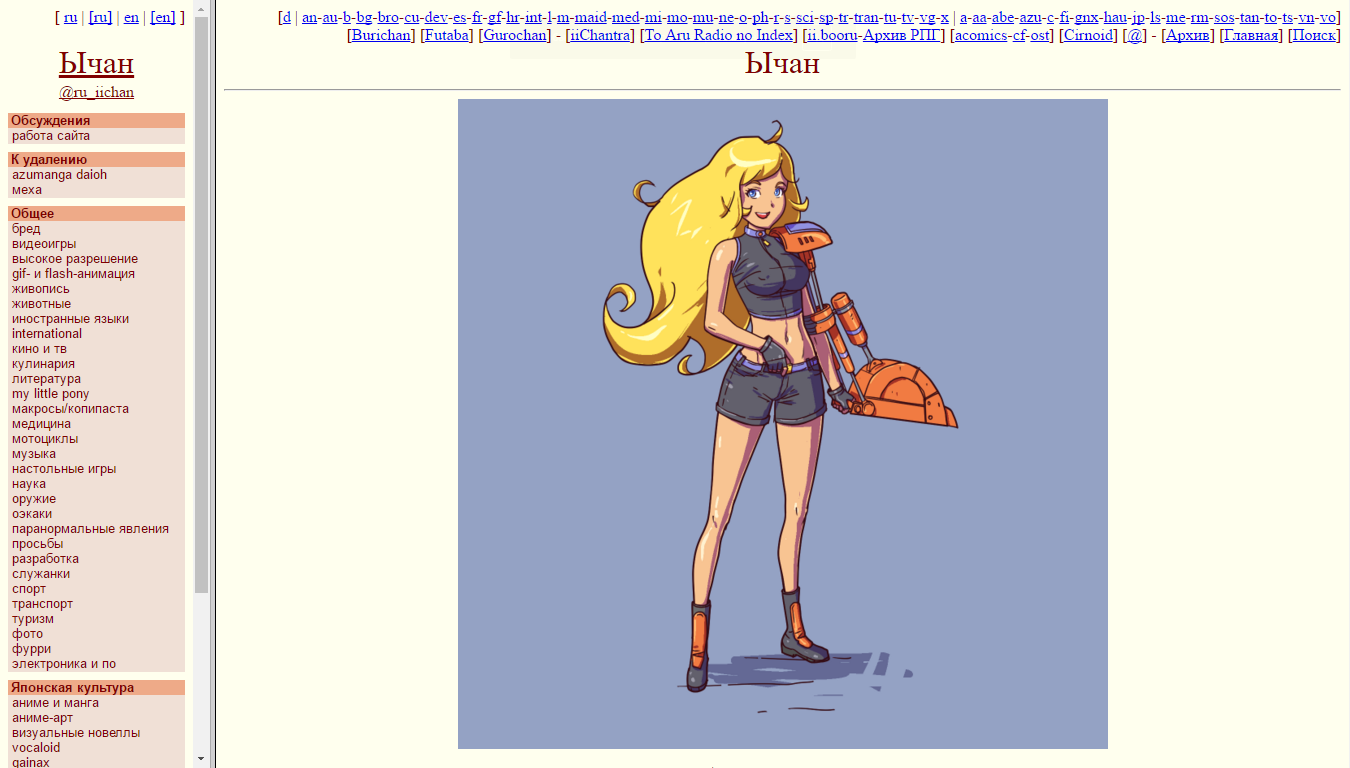 [ ru | [ru] | en | [en] ]
Ычан
@ru_iichan
Обсуждения
работа сайта
К удалению
azumanga daioh
меха
Общее
бред
видеоигры
высокое разрешение
gif- и flash-анимация
живопись
животные
иностранные языки
international
кино и тв
кулинария
литература
my little pony
макросы/копипаста
медицина
мотоциклы
музыка
настольные игры
наука
оружие
оэкаки
паранормальные явления
просьбы
разработка
служанки
спорт
транспорт
туризм
фото
фурри
электроника и по
Японская культура
аниме и манга
аниме-арт
визуальные новеллы
vocaloid
gainax
[d | an-au-b-bg-bro-cu-dev-es-fr-gf-hr-int-l-m-maid-med-mi-mo-mu-ne-o-ph-r-s-sci-sp-tr-tran-tu-tv-vg-x | a-aa-abe-azu-c-fi-gnx-hau-jp-ls-me-rm-sos-tan-to-ts-vn-vo]
[Burichan] [Futaba] [Gurochan] - [iiChantra] [To Aru Radio no Index] [ii.booru-Архив РПГ] [acomics-cf-ost] [Cirnoid] [@] - [Архив] [Главная] [Поиск]
Ычан